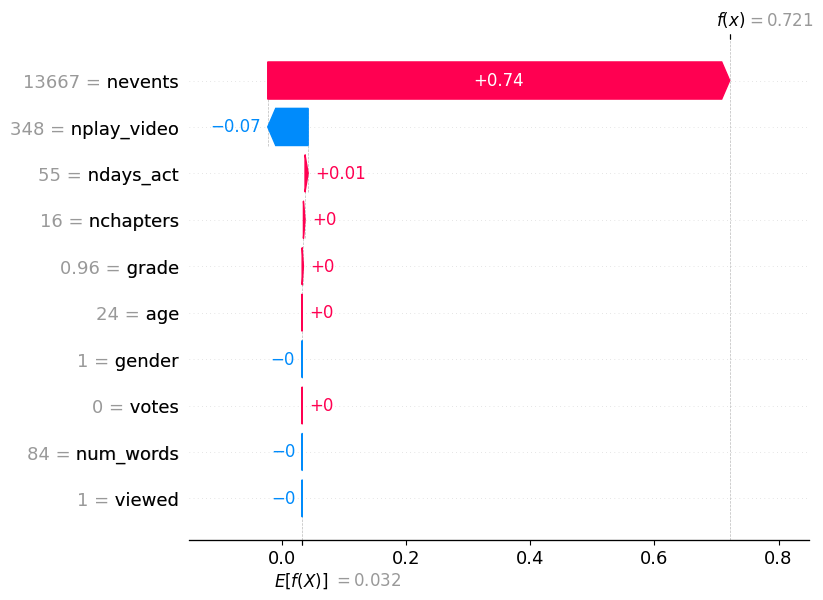 f(x) = 0.721
13667 = nevents +0.74
348 = nplay_video −0.07
55 = ndays_act +0.01
16 = nchapters +0
0.96 = grade +0
24 = age +0
1 = gender −0
0 = votes +0
84 = num_words −0
1 = viewed −0
0.0 0.2 0.4 0.6 0.8
E[f(X)] = 0.032